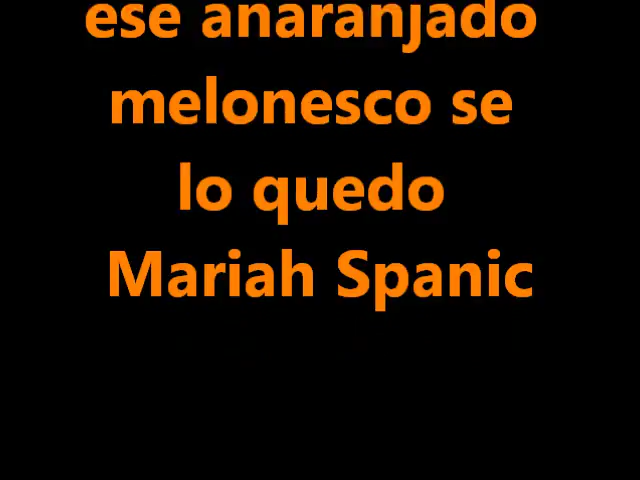 ese anaranjado
melonesco se
lo quedo
Mariah Spanic